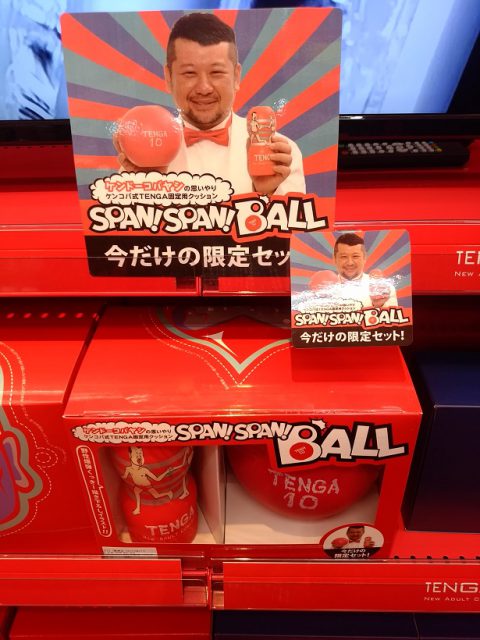 TENGA
10
TENGA
ケンドーコバヤシの思いやり
ケンコバ式TENGA固定用クッション
SPAN! SPAN! BALL
今だけの限定セット
SPAN! SPAN! BALL
今だけの限定セット!
ケンドーコバヤシの思いやり
ケンコバ式TENGA固定用クッション
SPAN! SPAN! BALL
TENGA
TENGA
10
今だけの
限定セット!
NEW A
TENGA
NEW ADULT C